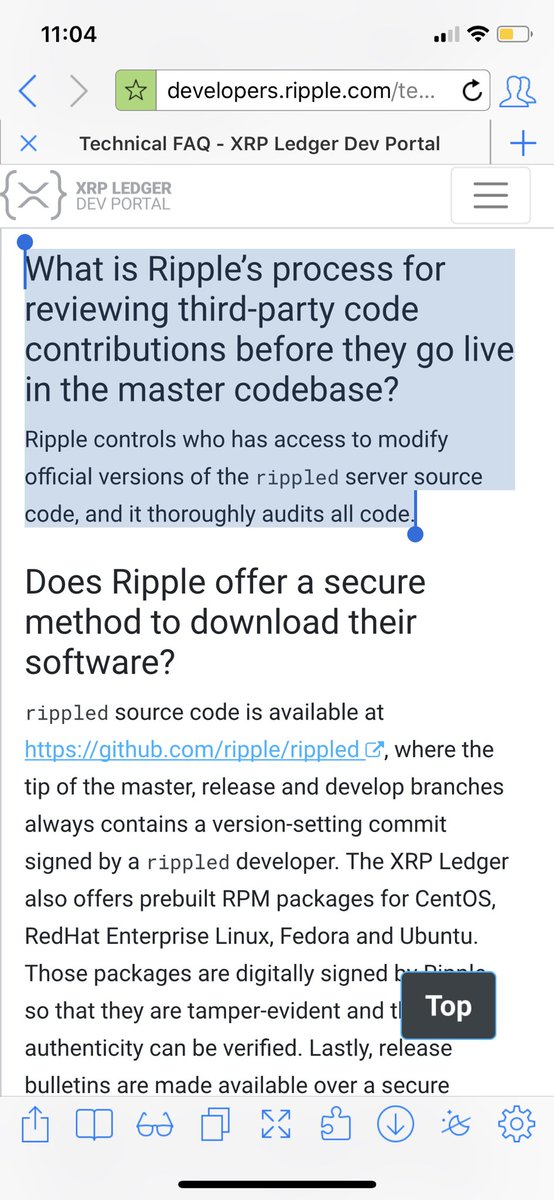 11:04
developers.ripple.com/te...
Technical FAQ - XRP Ledger Dev Portal
XRP LEDGER
DEV PORTAL
What is Ripple’s process for
reviewing third-party code
contributions before they go live
in the master codebase?
Ripple controls who has access to modify
official versions of the rippled server source
code, and it thoroughly audits all code.
Does Ripple offer a secure
method to download their
software?
rippled source code is available at
https://github.com/ripple/rippled, where the
tip of the master, release and develop branches
always contains a version-setting commit
signed by a rippled developer. The XRP Ledger
also offers prebuilt RPM packages for CentOS,
RedHat Enterprise Linux, Fedora and Ubuntu.
Those packages are digitally signed by Ripple
so that they are tamper-evident and
Top
authenticity can be verified. Lastly, release
bulletins are made available over a secure